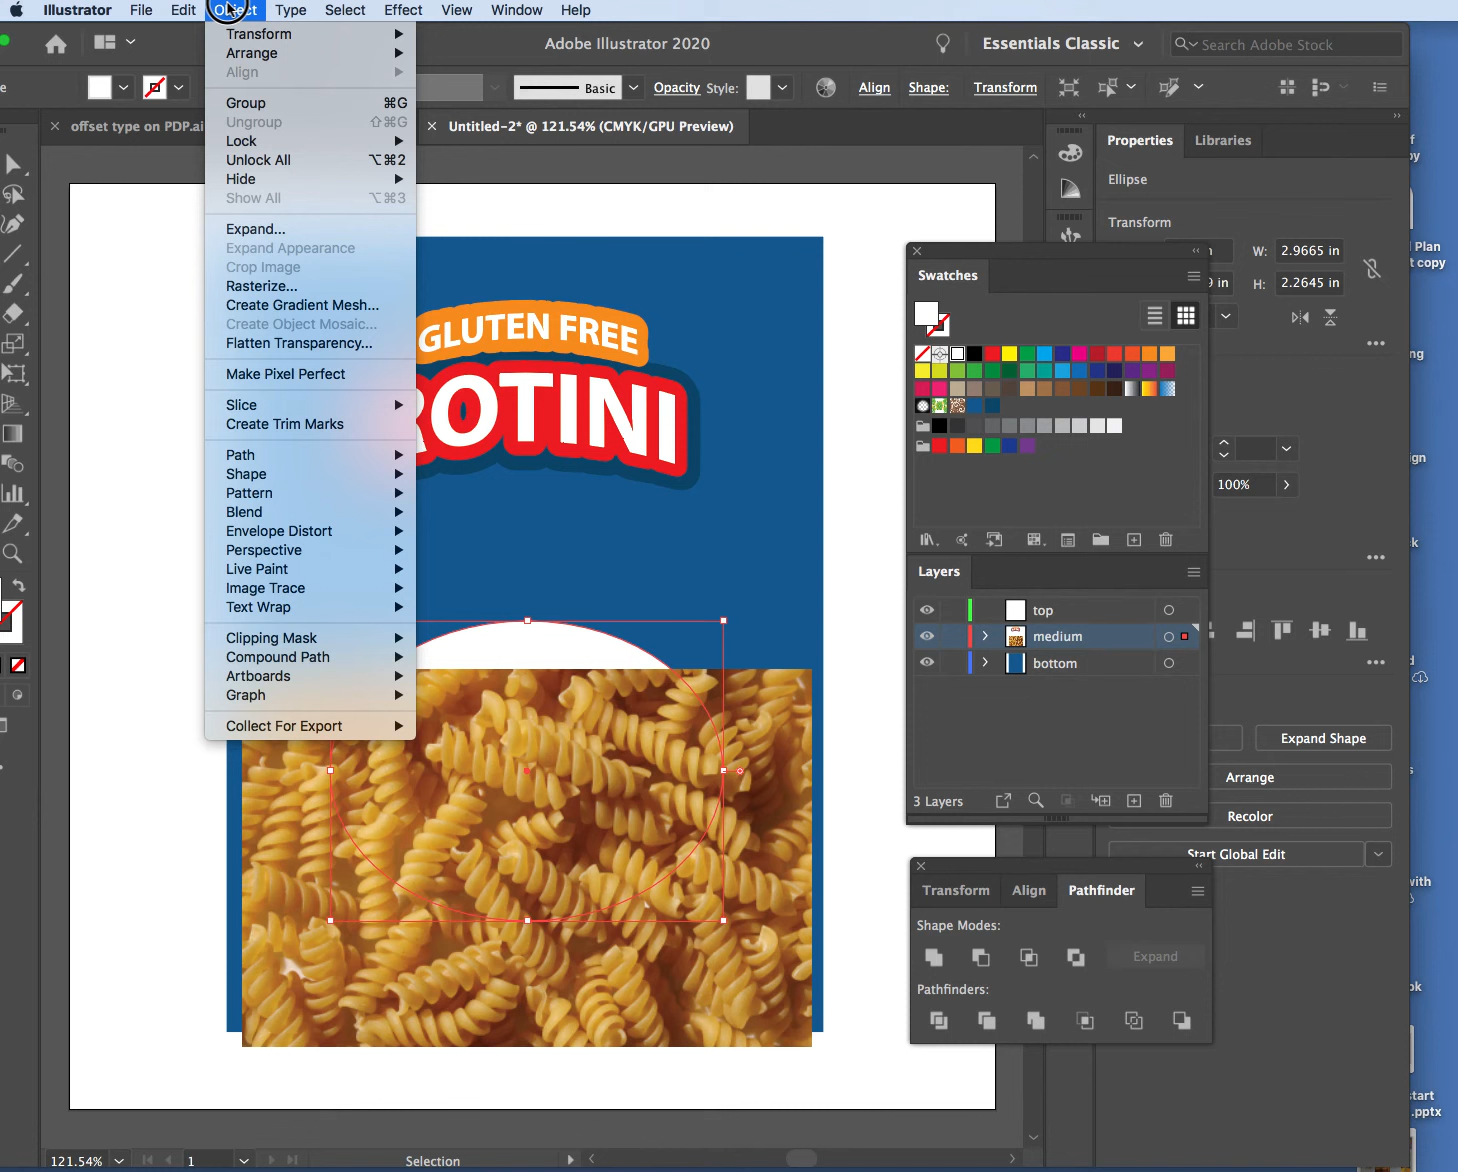 Illustrator File Edit Object Type Select Effect View Window Help
Adobe Illustrator 2020
Essentials Classic
Search Adobe Stock
Basic
Opacity Style:
Align
Shape:
Transform
offset type on PDP.ai
Untitled-2* @ 121.54% (CMYK/GPU Preview)
Transform
Arrange
Align
Group ⌘G
Ungroup ⇧⌘G
Lock
Unlock All ⌥⌘2
Hide
Show All ⌥⌘3
Expand...
Expand Appearance
Crop Image
Rasterize...
Create Gradient Mesh...
Create Object Mosaic...
Flatten Transparency...
Make Pixel Perfect
Slice
Create Trim Marks
Path
Shape
Pattern
Blend
Envelope Distort
Perspective
Live Paint
Image Trace
Text Wrap
Clipping Mask
Compound Path
Artboards
Graph
Collect For Export
GLUTEN FREE
ROTINI
Properties
Libraries
Ellipse
Transform
W: 2.9665 in
H: 2.2645 in
9 in
100%
Swatches
Layers
top
medium
bottom
3 Layers
Expand Shape
Arrange
Recolor
Start Global Edit
Transform
Align
Pathfinder
Shape Modes:
Expand
Pathfinders:
Plan
t copy
ng
gn
ign
with
start
.pptx
121.54%
1
Selection